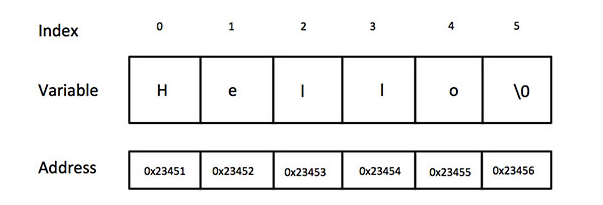 Index 0 1 2 3 4 5
Variable H e l l o \0
Address 0x23451 0x23452 0x23453 0x23454 0x23455 0x23456